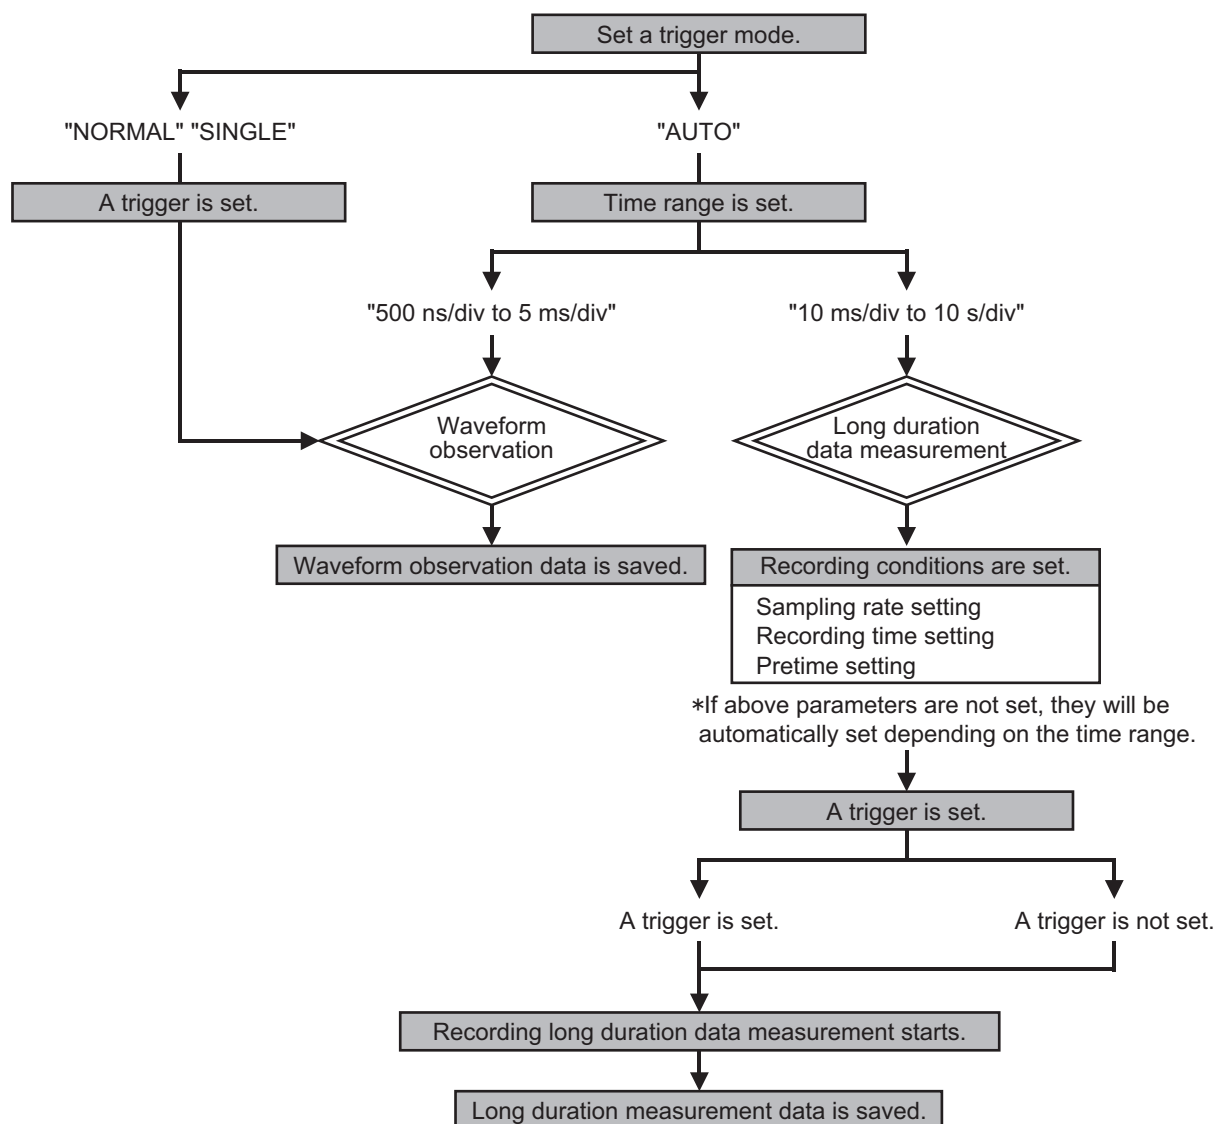 Set a trigger mode.
"NORMAL" "SINGLE"
"AUTO"
A trigger is set.
Time range is set.
"500 ns/div to 5 ms/div"
"10 ms/div to 10 s/div"
Waveform
observation
Long duration
data measurement
Waveform observation data is saved.
Recording conditions are set.
Sampling rate setting
Recording time setting
Pretime setting
*If above parameters are not set, they will be
automatically set depending on the time range.
A trigger is set.
A trigger is set.
A trigger is not set.
Recording long duration data measurement starts.
Long duration measurement data is saved.